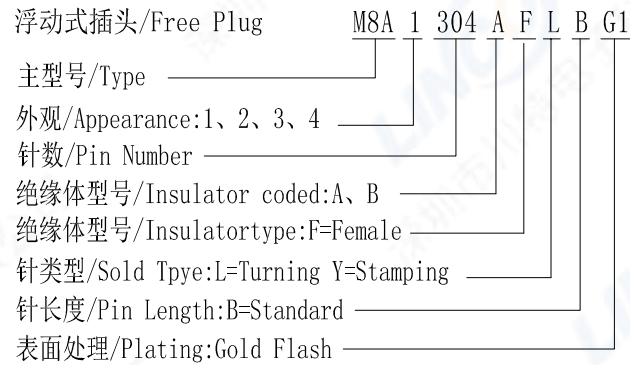 浮动式插头/Free Plug M8A 1 304 A F L B G1
主型号/Type
外观/Appearance:1、2、3、4
针数/Pin Number
绝缘体型号/Insulator coded:A、B
绝缘体型号/Insulatortype:F=Female
针类型/Sold Tpye:L=Turning Y=Stamping
针长度/Pin Length:B=Standard
表面处理/Plating:Gold Flash